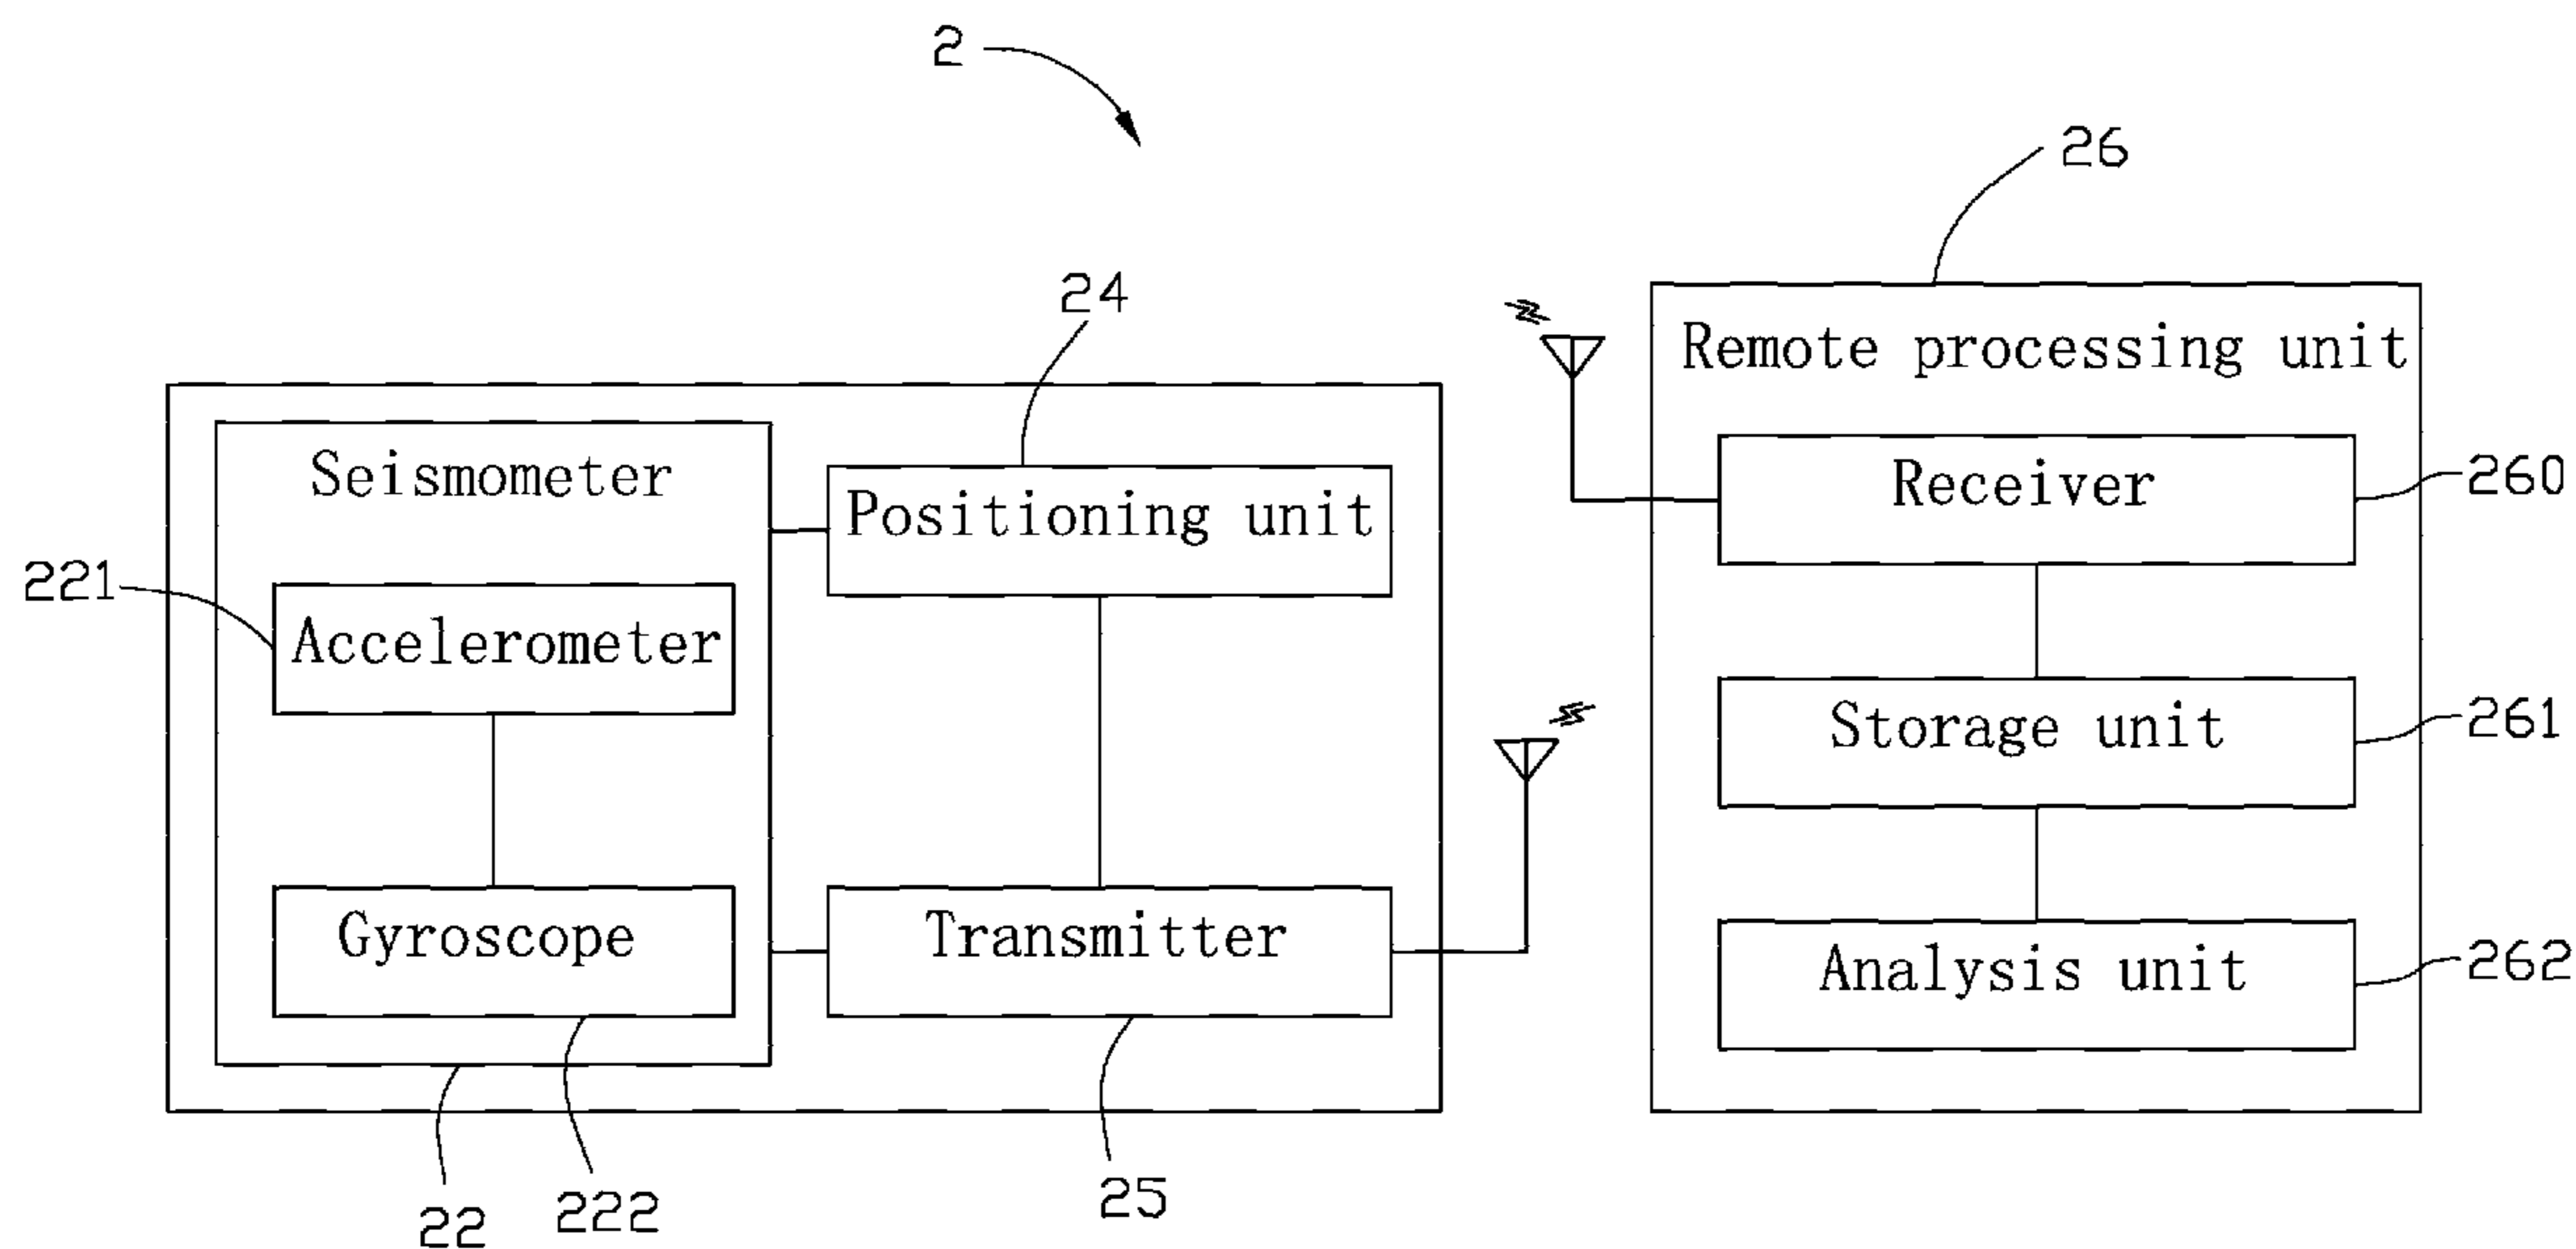 2
26
24
Remote processing unit
Seismometer
Positioning unit
Receiver
260
221
Accelerometer
Storage unit
261
Gyroscope
Transmitter
Analysis unit
262
22
222
25